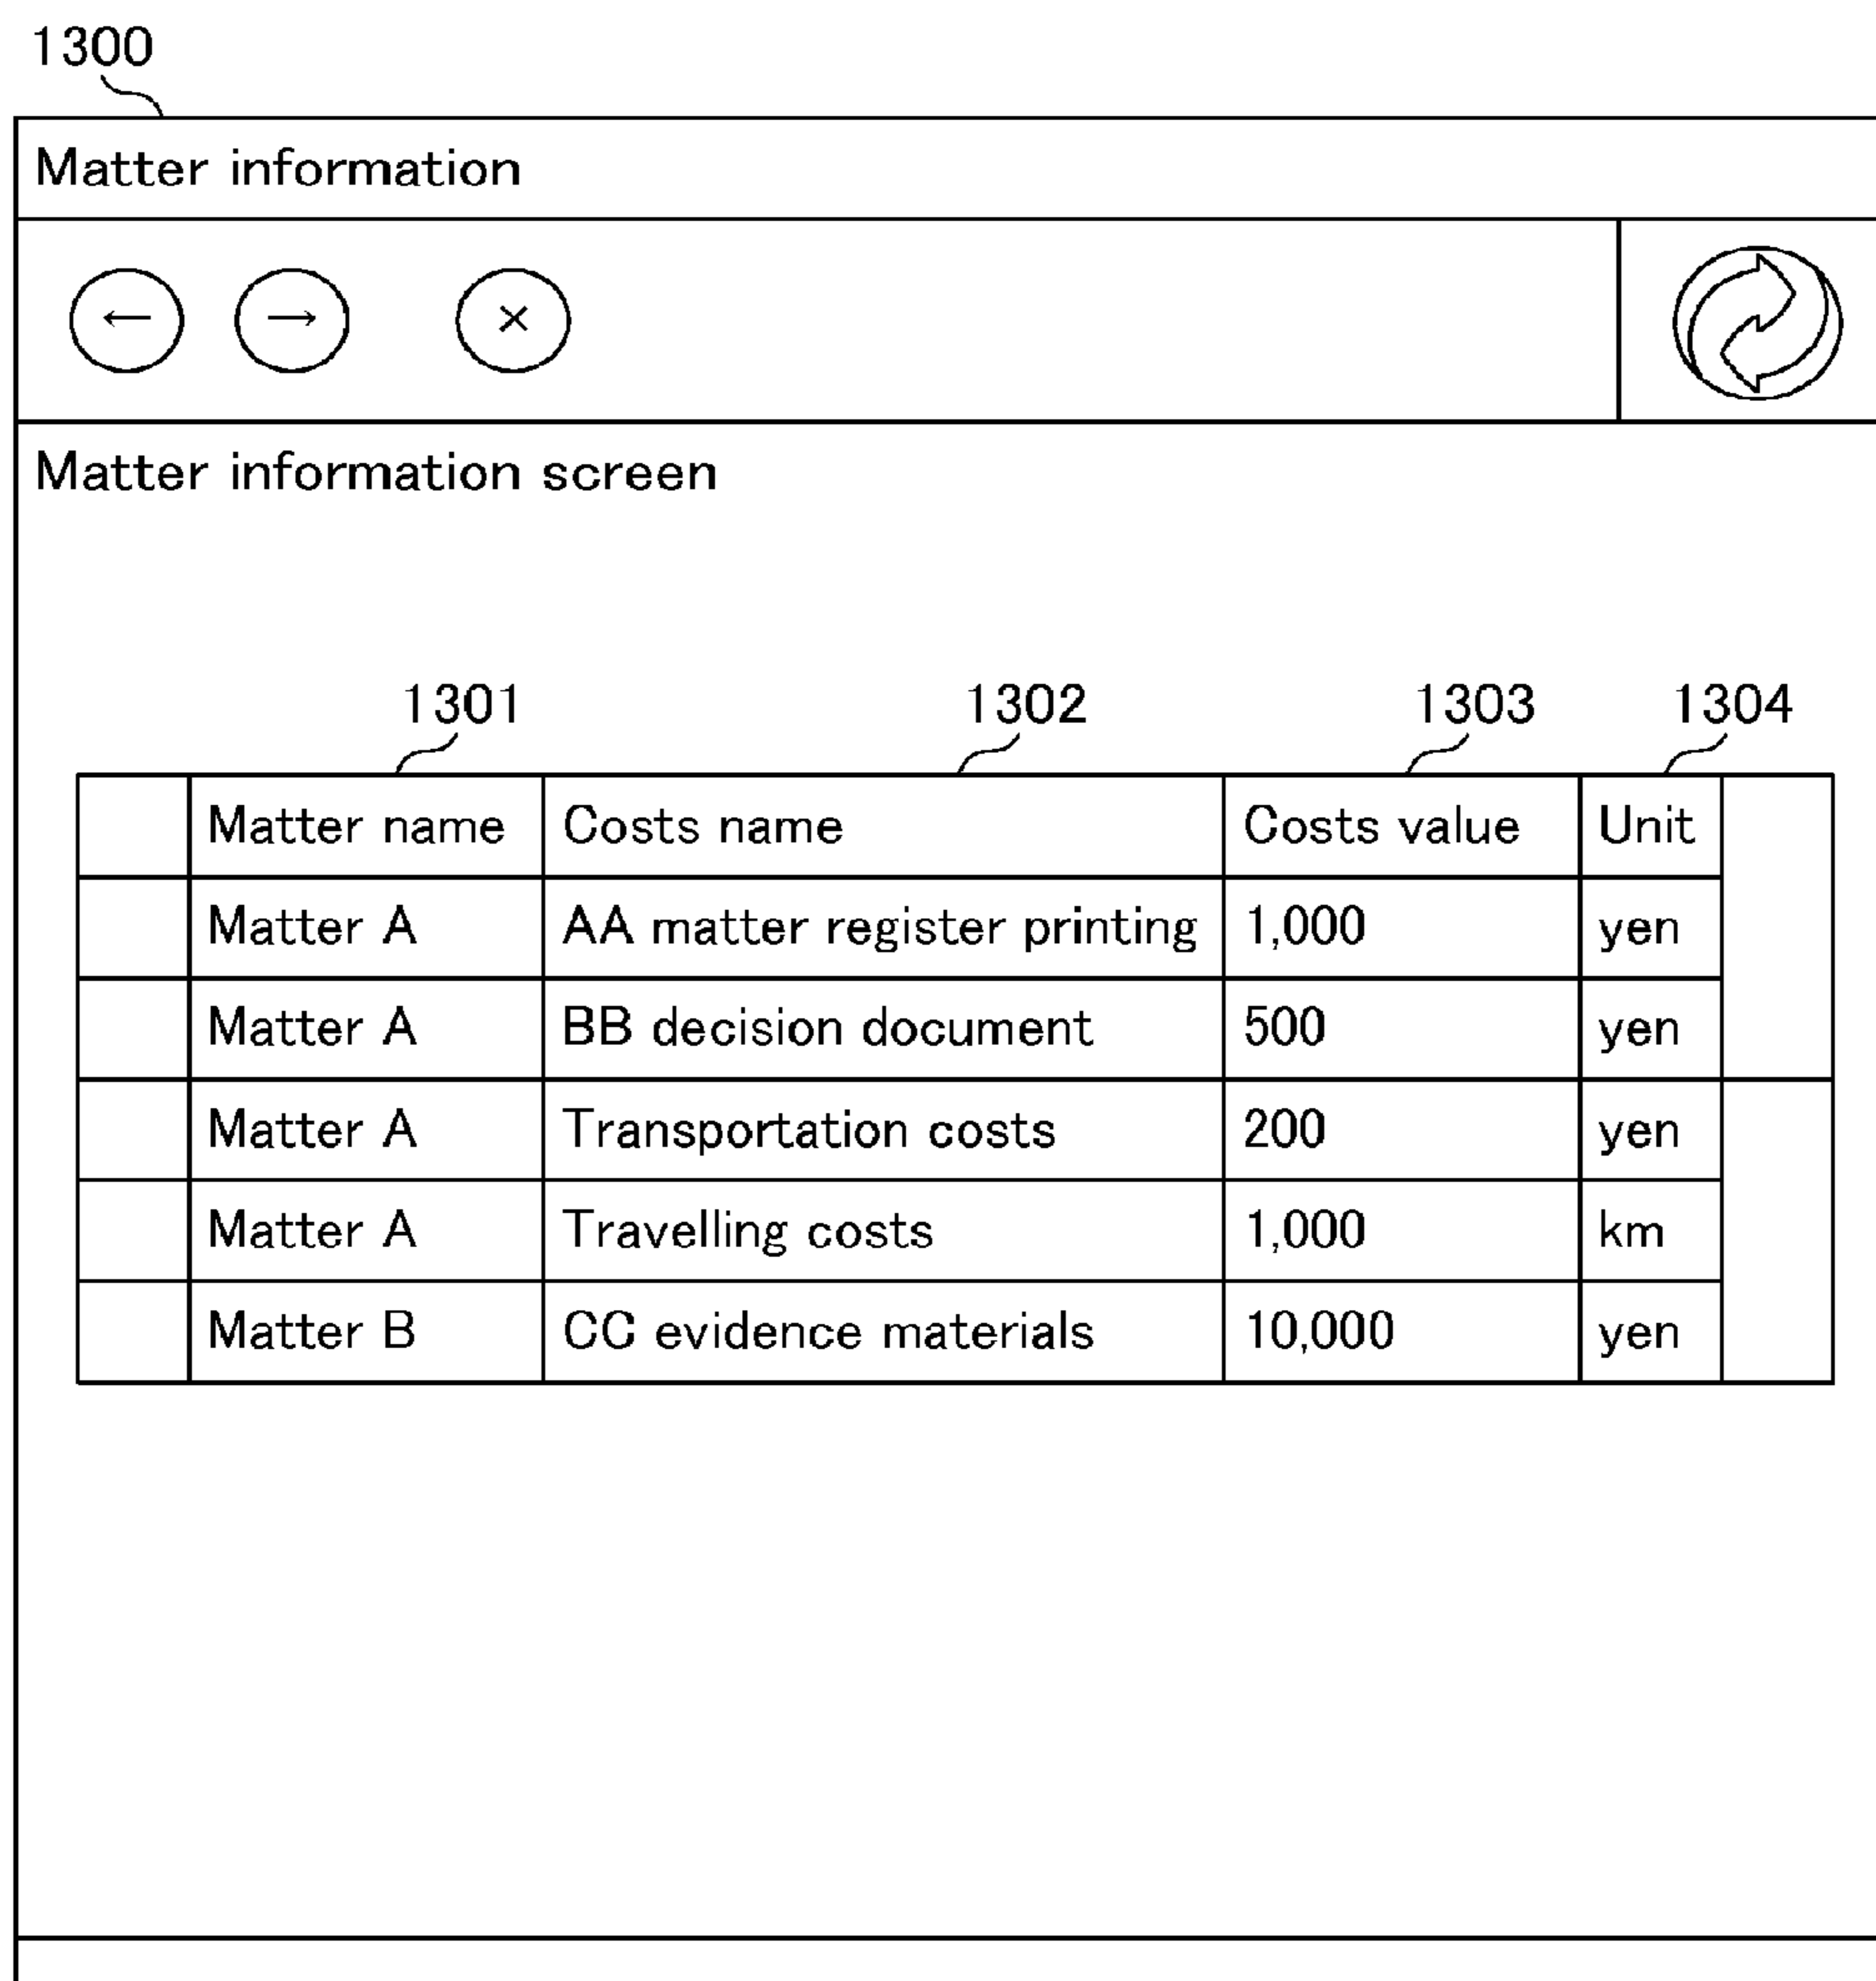 1300
Matter information
← → ×
Matter information screen
1301 1302 1303 1304
Matter name Costs name Costs value Unit
Matter A AA matter register printing 1,000 yen
Matter A BB decision document 500 yen
Matter A Transportation costs 200 yen
Matter A Travelling costs 1,000 km
Matter B CC evidence materials 10,000 yen